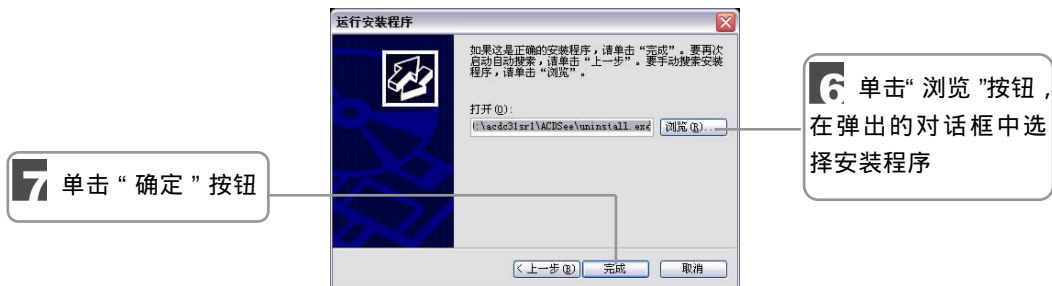 运行安装程序
如果这是正确的安装程序，请单击“完成”。要再次
启动自动搜索，请单击“上一步”。要手动搜索安装
程序，请单击“浏览”。
打开(O):
:\acdc31sr1\ACDSee\uninstall.exe
浏览(R)...
6 单击“浏览”按钮，
在弹出的对话框中选
择安装程序
7 单击“确定”按钮
<上一步(B)
完成
取消